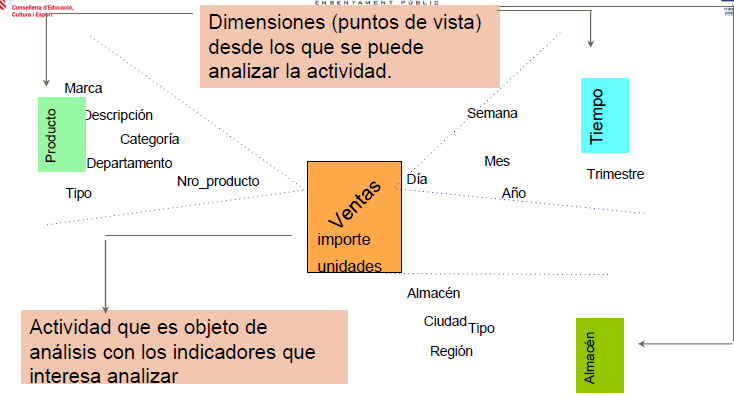 Conselleria d'Educació,
Cultura i Esport
ENSENYAMENT PÚBLIC
Dimensiones (puntos de vista)
desde los que se puede
analizar la actividad.
Marca
Producto
Descripción
Categoría
Departamento
Tipo
Nro_producto
Semana
Tiempo
Mes
Día
Año
Trimestre
Ventas
importe
unidades
Almacén
Ciudad
Tipo
Región
Almacén
Actividad que es objeto de
análisis con los indicadores que
interesa analizar